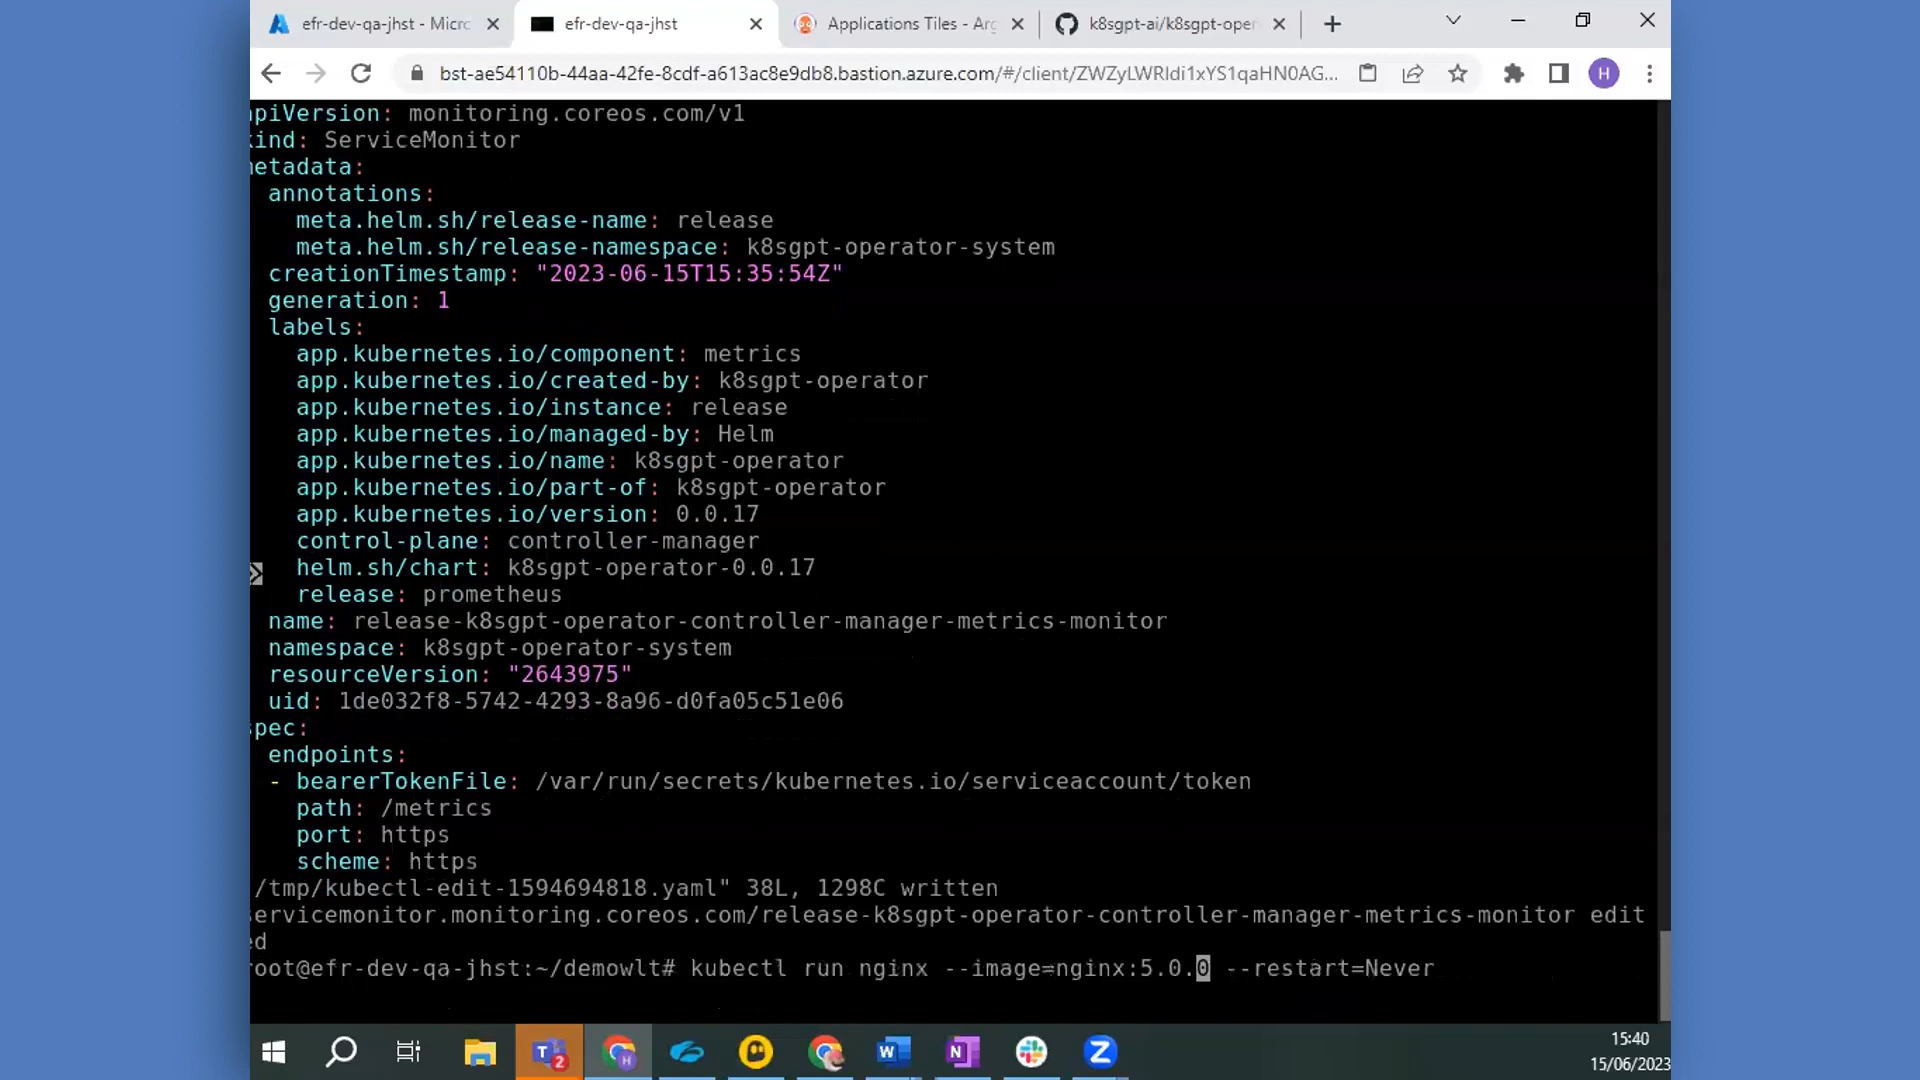 efr-dev-qa-jhst - Micro
efr-dev-qa-jhst
Applications Tiles - Arg
k8sgpt-ai/k8sgpt-oper
bst-ae54110b-44aa-42fe-8cdf-a613ac8e9db8.bastion.azure.com/#/client/ZWZyLWRldi1xYS1qaHN0AG...
H
apiVersion: monitoring.coreos.com/v1
kind: ServiceMonitor
metadata:
annotations:
meta.helm.sh/release-name: release
meta.helm.sh/release-namespace: k8sgpt-operator-system
creationTimestamp: "2023-06-15T15:35:54Z"
generation: 1
labels:
app.kubernetes.io/component: metrics
app.kubernetes.io/created-by: k8sgpt-operator
app.kubernetes.io/instance: release
app.kubernetes.io/managed-by: Helm
app.kubernetes.io/name: k8sgpt-operator
app.kubernetes.io/part-of: k8sgpt-operator
app.kubernetes.io/version: 0.0.17
control-plane: controller-manager
helm.sh/chart: k8sgpt-operator-0.0.17
release: prometheus
name: release-k8sgpt-operator-controller-manager-metrics-monitor
namespace: k8sgpt-operator-system
resourceVersion: "2643975"
uid: 1de032f8-5742-4293-8a96-d0fa05c51e06
spec:
endpoints:
- bearerTokenFile: /var/run/secrets/kubernetes.io/serviceaccount/token
path: /metrics
port: https
scheme: https
/tmp/kubectl-edit-1594694818.yaml" 38L, 1298C written
servicemonitor.monitoring.coreos.com/release-k8sgpt-operator-controller-manager-metrics-monitor edit
ed
root@efr-dev-qa-jhst:~/demowlt# kubectl run nginx --image=nginx:5.0.0 --restart=Never
15:40
15/06/2023